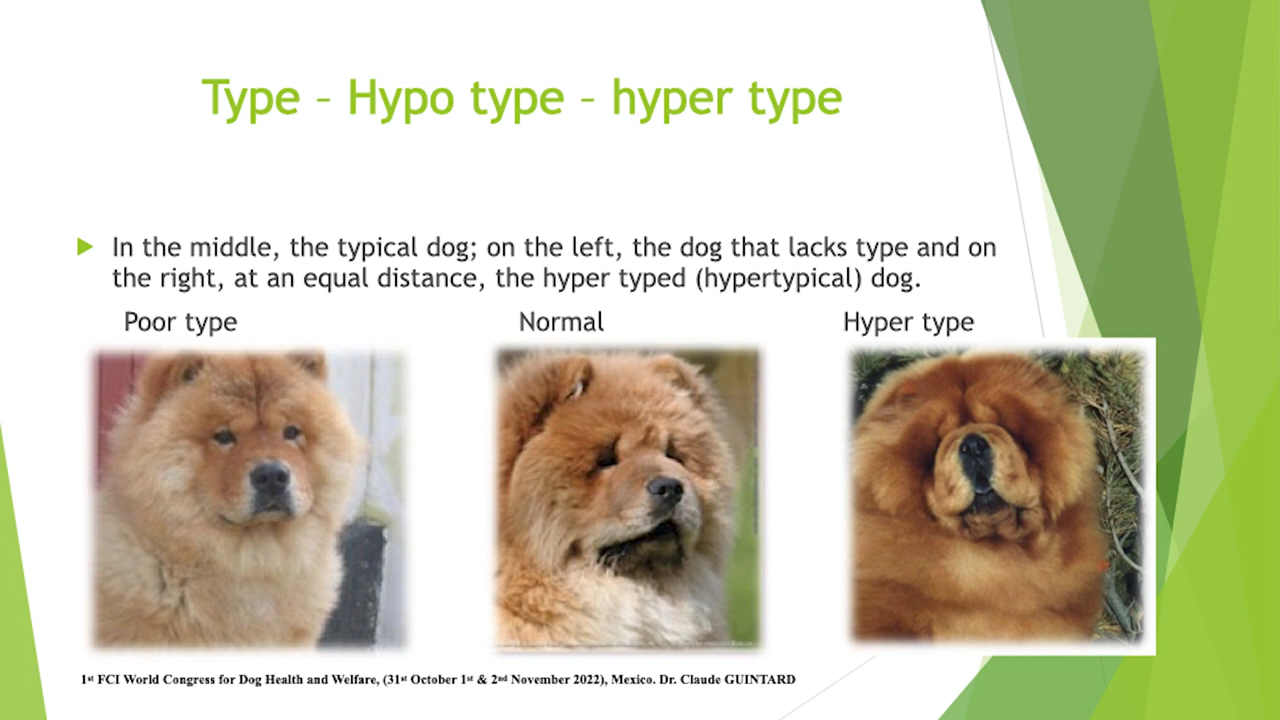 Type – Hypo type – hyper type
In the middle, the typical dog; on the left, the dog that lacks type and on
the right, at an equal distance, the hyper typed (hypertypical) dog.
Poor type Normal Hyper type
1st FCI World Congress for Dog Health and Welfare, (31st October 1st & 2nd November 2022), Mexico. Dr. Claude GUINTARD